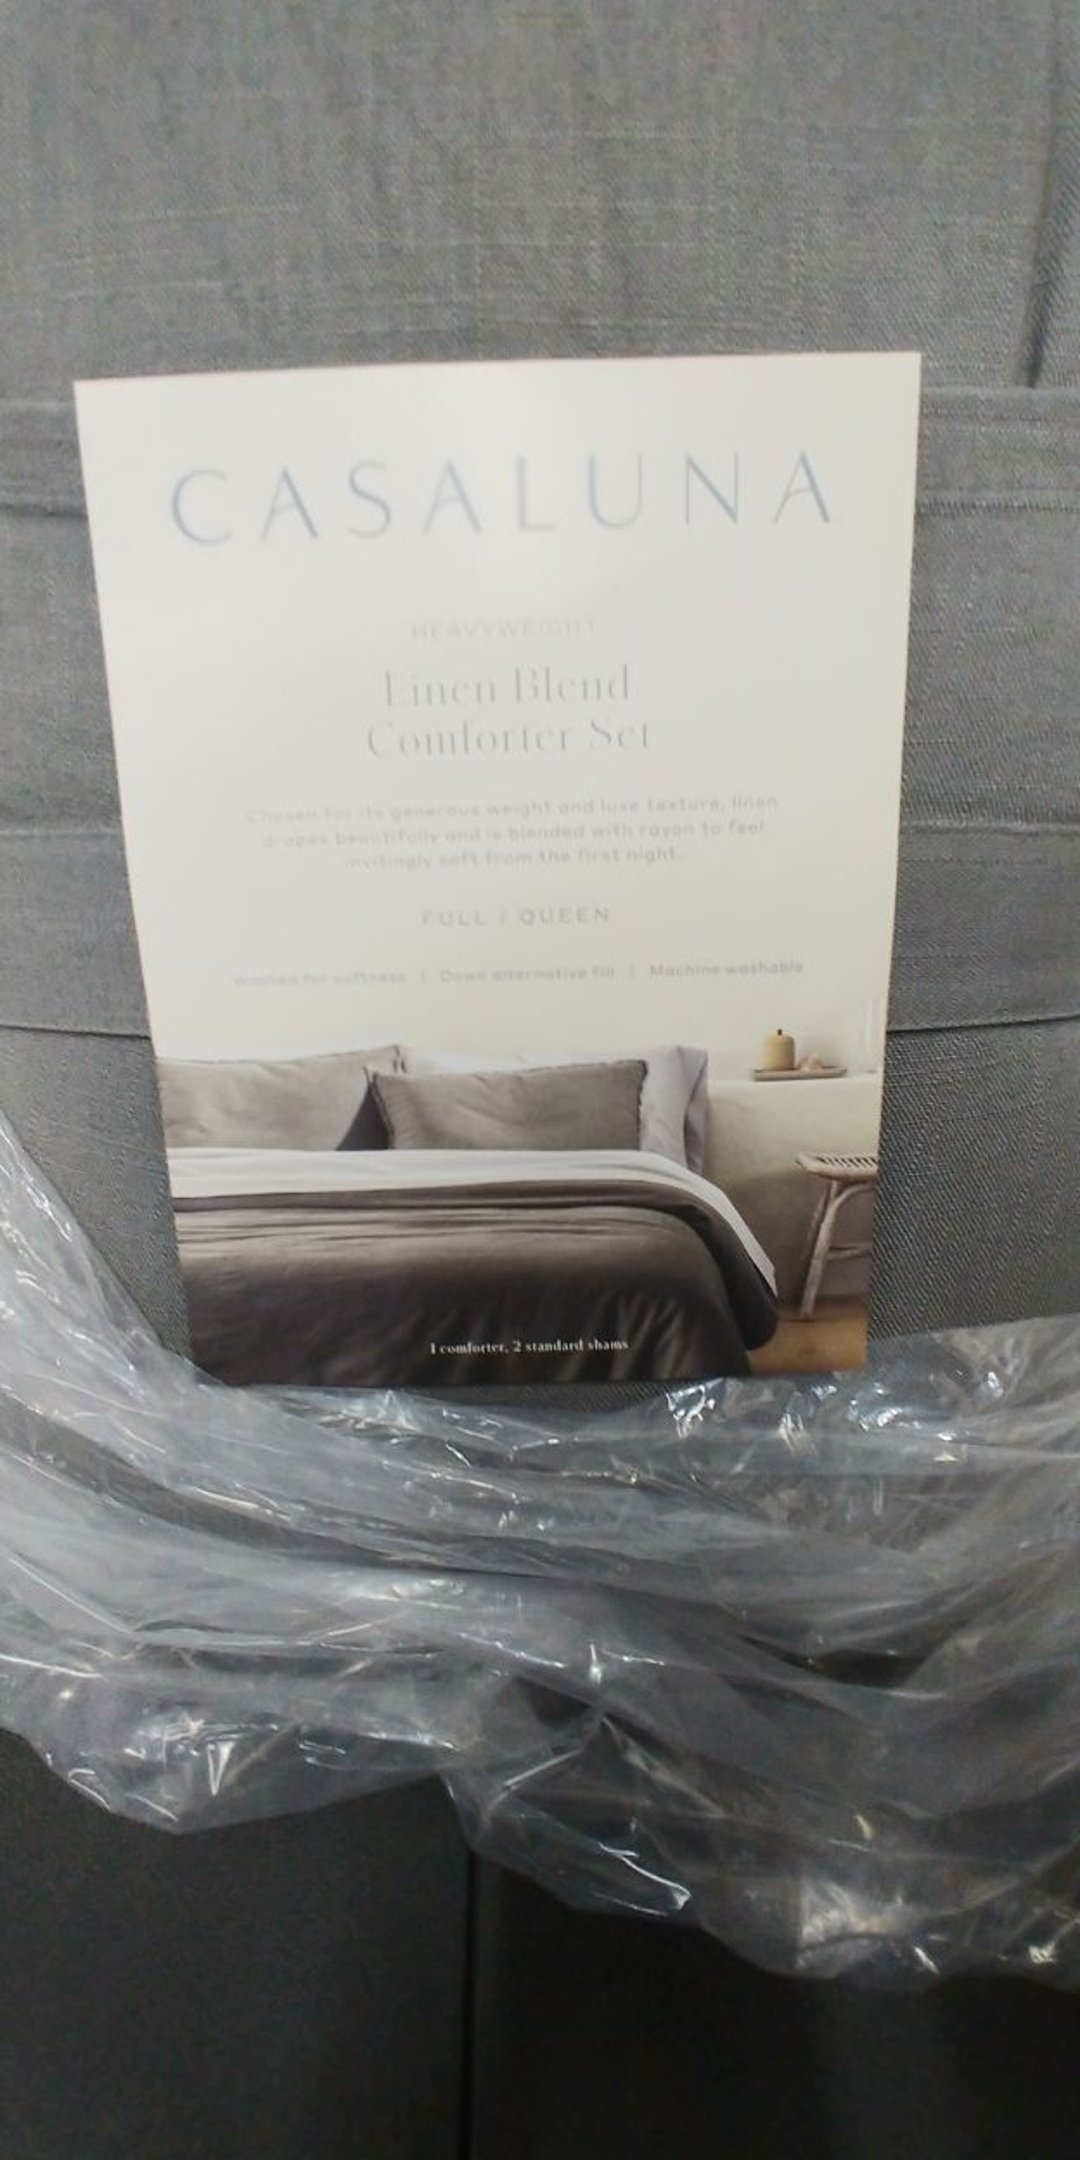 CASALUNA
HEAVYWEIGHT
Linen Blend
Comforter Set
Chosen for its generous weight and luxe texture, linen
drapes beautifully and is blended with rayon to feel
invitingly soft from the first night.
FULL / QUEEN
Washed for softness | Down alternative fill | Machine washable
1 comforter, 2 standard shams